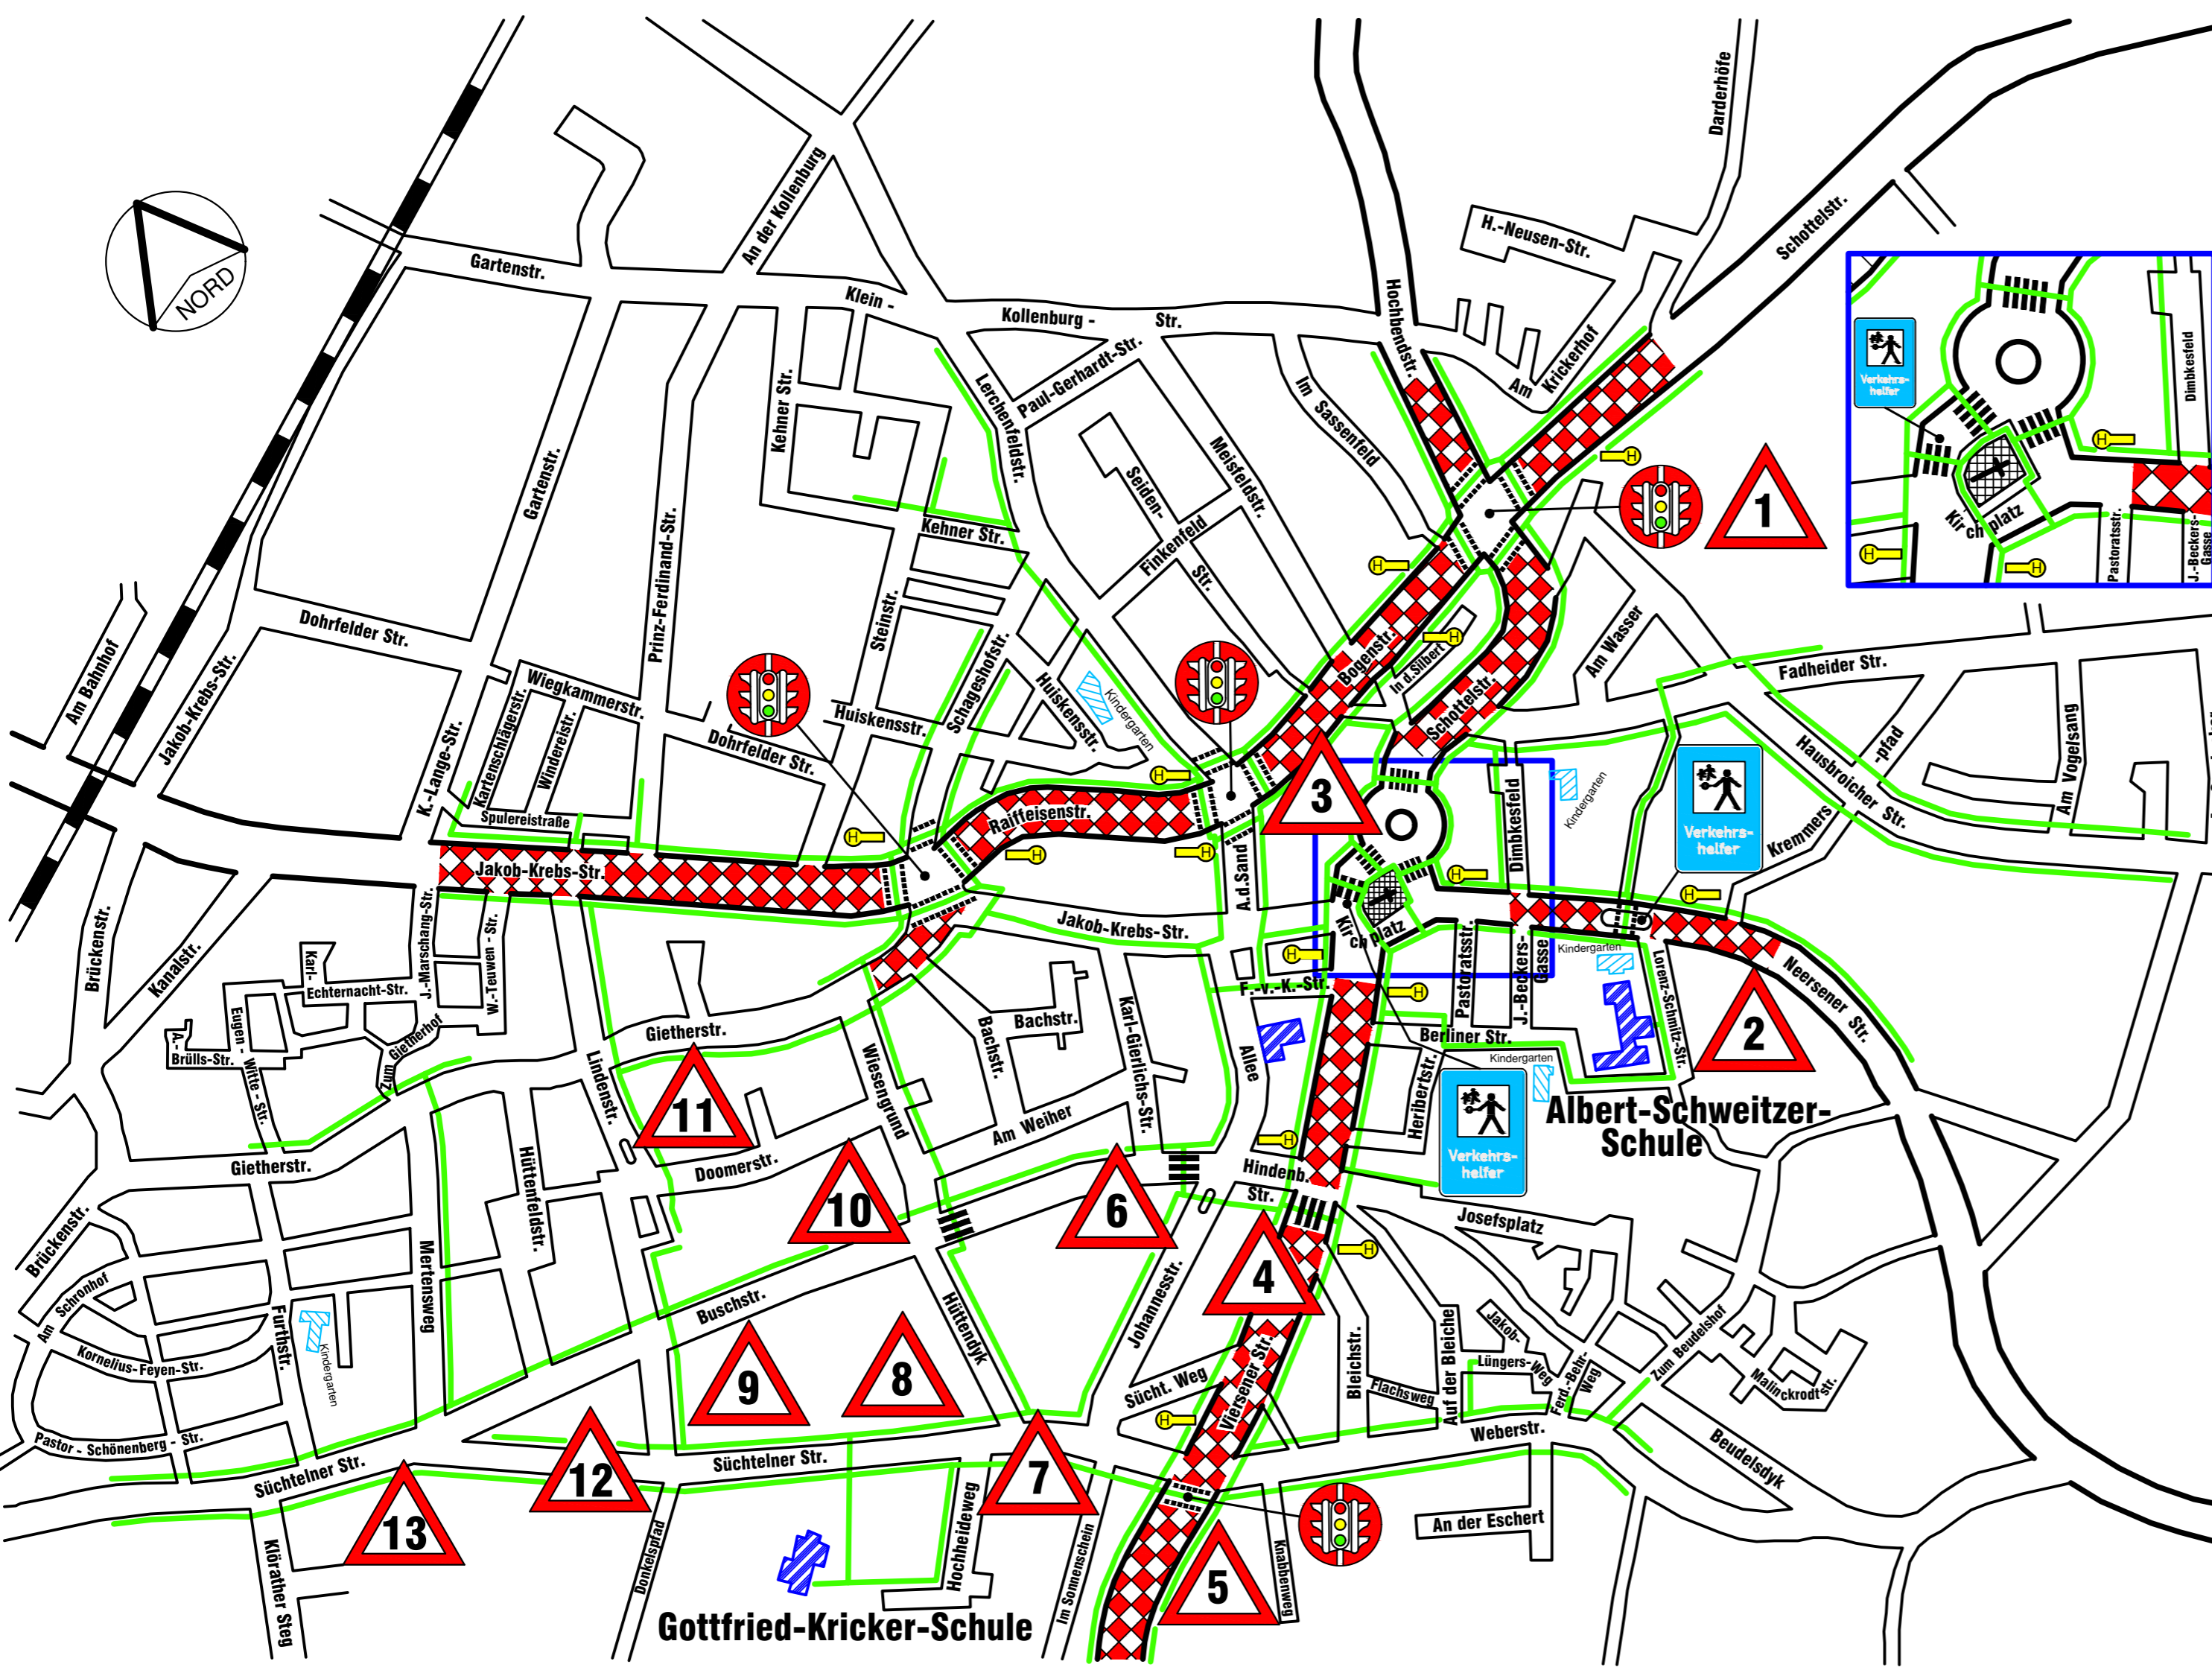 Darderhöfe
An der Kollenburg
Schottelstr.
H.-Neusen-Str.
NORD
Gartenstr.
Klein -
Kollenburg -
Str.
Hochbendstr.
Am
Krickerhof
Paul-Gerhardt-Str.
Lerchenfeldstr.
Im Sassenfeld
Kehner Str.
Meisfeldstr.
Seiden-
Str.
Finkenfeld
Gartenstr.
Prinz-Ferdinand-Str.
Kehner Str.
1
Verkehrs-
helfer
Dimbkesfeld
H
Kirchplatz
Pastoratsstr.
J.-Beckers-
Gasse
H
H
H
H
H
Am Bahnhof
Jakob-Krebs-Str.
Dohrfelder Str.
Steinstr.
Schageshofstr.
Huiskensstr.
Huiskensstr.
Kindergarten
Bogenstr.
In d.Silbert
Schottelstr.
Am Wasser
Fadheider Str.
Wiegkammerstr.
Kartenschlägerstr.
Windereistr.
K.-Lange-Str.
Dohrfelder Str.
Spulereistraße
Am Vogelsang
Hausbroicher Str.
Kremmers
-pfad
Verkehrs-
helfer
Kindergarten
Dimbkesfeld
3
H
H
H
H
H
H
Raiffeisenstr.
Jakob-Krebs-Str.
A.d.Sand
Jakob-Krebs-Str.
Kirchplatz
Pastoratsstr.
J.-Beckers-
Gasse
Kindergarten
Lorenz-Schmitz-Str.
Neersener Str.
2
Brückenstr.
Kanalstr.
J.-W.-Marschang-Str.
W.-Teuwen - Str.
Karl-
Echternacht-Str.
Eugen - Witte - Str.
A.-
Brülls-Str.
Zum
Gietherhof
Gietherstr.
Lindenstr.
Wiesengrund
Bachstr.
Bachstr.
Karl-Gierlichs-Str.
Allee
F.-v.-K.-Str.
H
H
Berliner Str.
Kindergarten
Heribertstr.
Verkehrs-
helfer
Albert-Schweitzer-
Schule
11
Am Weiher
Doomerstr.
H
Hindenb.
Str.
Gietherstr.
Hüttenfeldstr.
10
6
Josefsplatz
Brückenstr.
Mertensweg
Buschstr.
Hüttendyk
Johannesstr.
4
H
Am
Schronhof
Furthstr.
Kindergarten
Kornelius-Feyen-Str.
9
8
Sücht. Weg
Viersener Str.
Bleichstr.
Flachsweg
Auf der Bleiche
Jakob-
Lüngers-
Weg
Ferd.-Behr-
Weg
Zum Beudelshof
Malinckrodtstr.
H
Weberstr.
Beudelsdyk
Pastor - Schönenberg - Str.
Süchtelner Str.
Süchtelner Str.
12
7
13
Hochheideweg
Donkelspfad
Im Sonnenschein
5
Knabbenweg
An der Eschert
Klörather Steg
Gottfried-Kricker-Schule